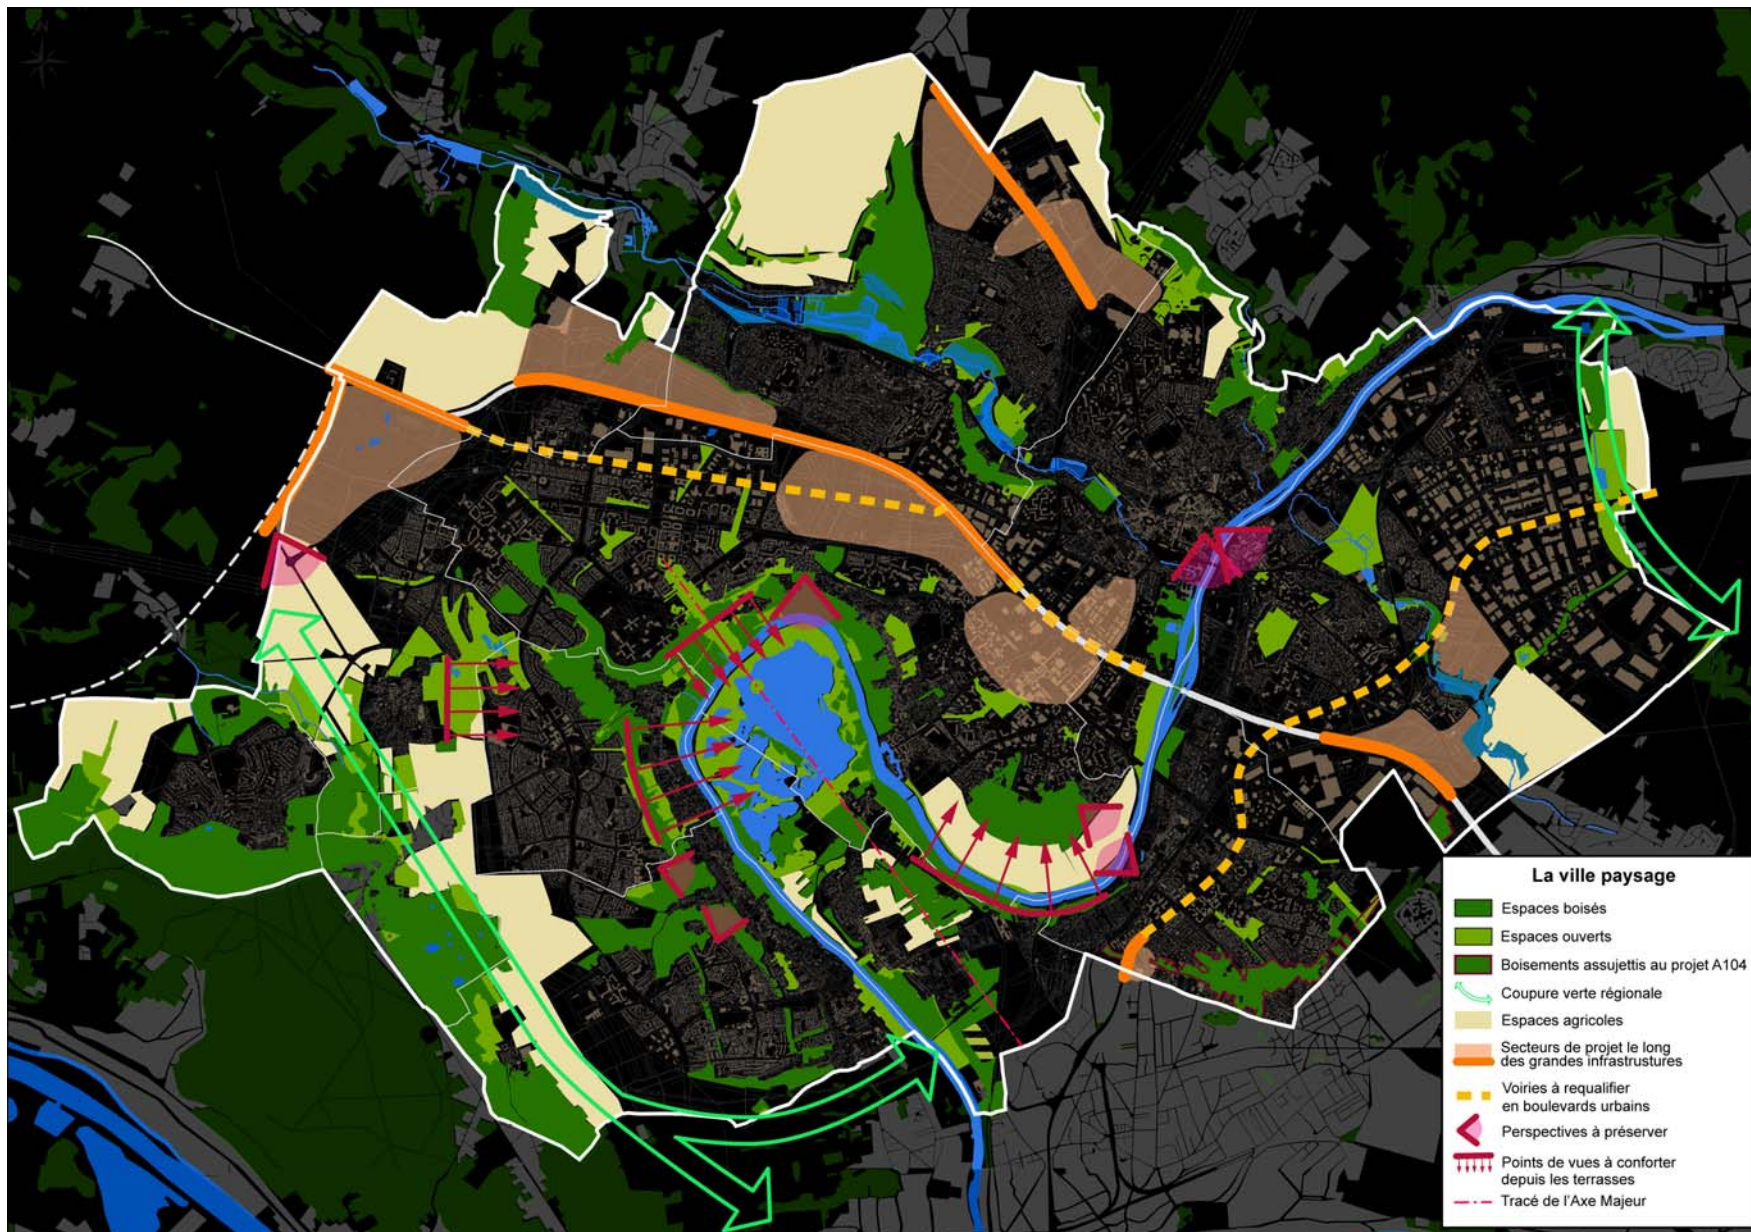 La ville paysage
Espaces boisés
Espaces ouverts
Boisements assujettis au projet A104
Coupure verte régionale
Espaces agricoles
Secteurs de projet le long
des grandes infrastrustures
Voiries à requalifier
en boulevards urbains
Perspectives à préserver
Points de vues à conforter
depuis les terrasses
Tracé de l'Axe Majeur